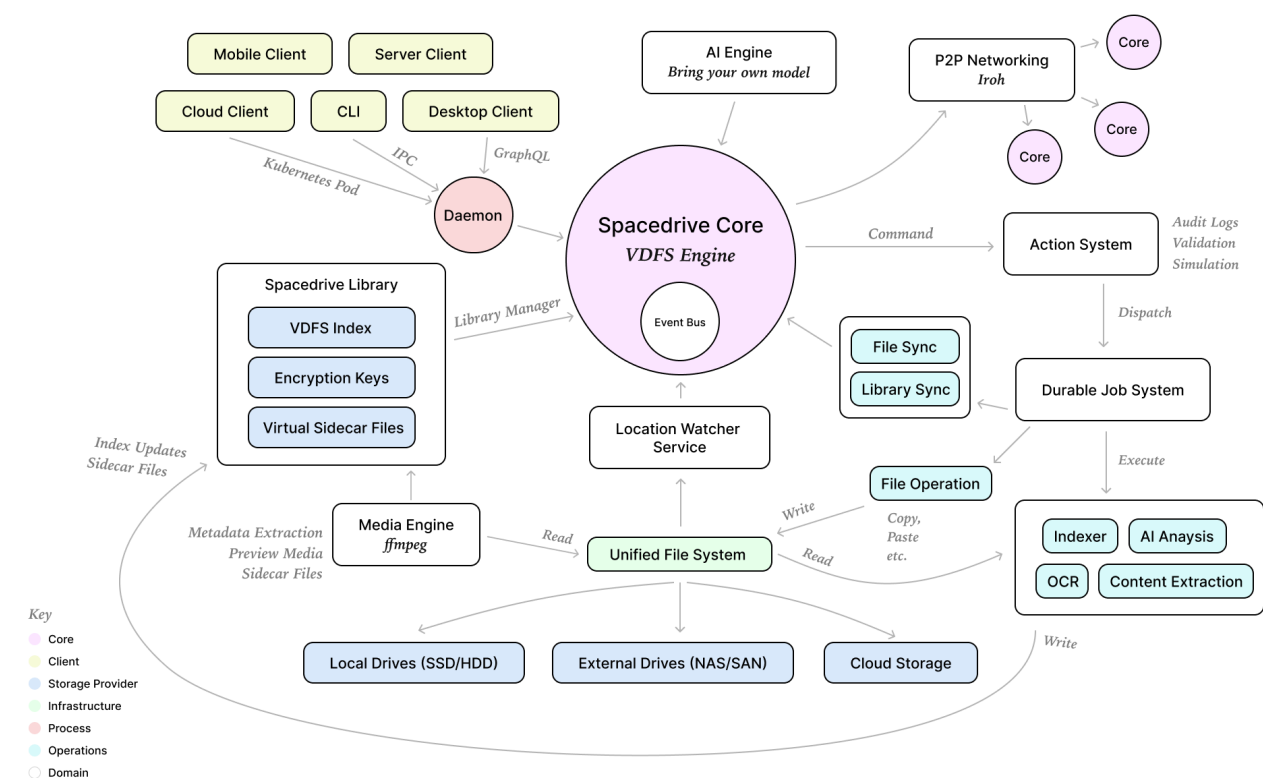 Mobile Client
Server Client
Cloud Client
CLI
Desktop Client
Kubernetes Pod
IPC
GraphQL
Daemon
AI Engine
Bring your own model
P2P Networking
Iroh
Core
Core
Core
Spacedrive Core
VDFS Engine
Event Bus
Command
Action System
Audit Logs
Validation
Simulation
Dispatch
Spacedrive Library
VDFS Index
Encryption Keys
Virtual Sidecar Files
Library Manager
File Sync
Library Sync
Durable Job System
Location Watcher
Service
Index Updates
Sidecar Files
File Operation
Execute
Write
Copy,
Paste
etc.
Media Engine
ffmpeg
Metadata Extraction
Preview Media
Sidecar Files
Read
Unified File System
Read
Indexer
AI Anaysis
OCR
Content Extraction
Write
Local Drives (SSD/HDD)
External Drives (NAS/SAN)
Cloud Storage
Key
Core
Client
Storage Provider
Infrastructure
Process
Operations
Domain